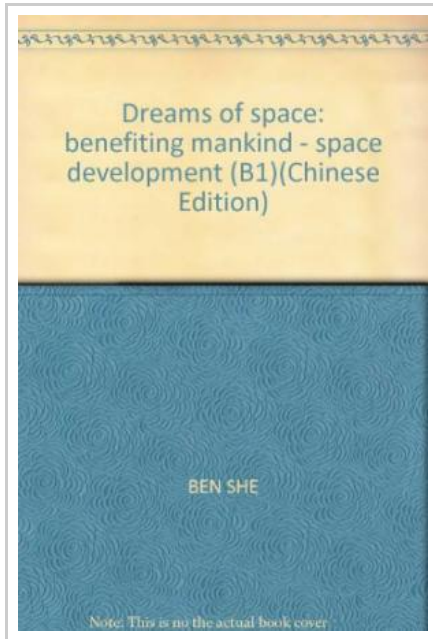 Dreams of space:
benefiting mankind - space
development (B1)(Chinese
Edition)
BEN SHE
Note: This is no the actual book cover